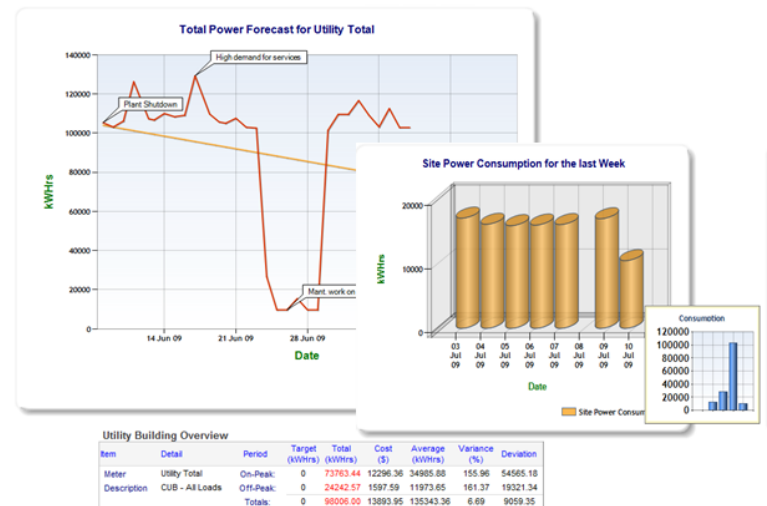 Total Power Forecast for Utility Total
140000
120000
100000
80000
60000
40000
20000
0
kWHrs
High demand for services
Plant Shutdown
Mant. work on
14 Jun 09
21 Jun 09
28 Jun 09
Date
Site Power Consumption for the last Week
20000
10000
0
kWHrs
03 Jul 09
04 Jul 09
05 Jul 09
06 Jul 09
07 Jul 09
08 Jul 09
09 Jul 09
10 Jul 09
Date
Site Power Consum
Consumption
120000
100000
80000
60000
40000
20000
0
Utility Building Overview
Item Detail Period Target (kWHrs) Total (kWHrs) Cost ($) Average (kWHrs) Variance (%) Deviation
Meter Utility Total On-Peak: 0 73763.44 12296.36 34985.88 155.96 54565.18
Description CUB - All Loads Off-Peak: 0 24242.57 1597.59 11973.65 161.37 19321.34
Totals: 0 98006.00 13893.95 135343.36 6.69 9059.35